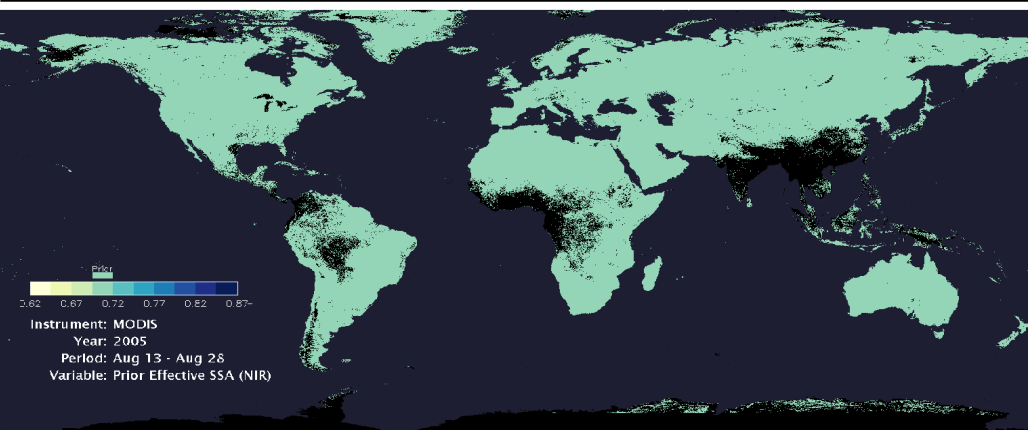 Prior
0.62 0.67 0.72 0.77 0.82 0.87-
Instrument: MODIS
Year: 2005
Period: Aug 13 - Aug 28
Variable: Prior Effective SSA (NIR)